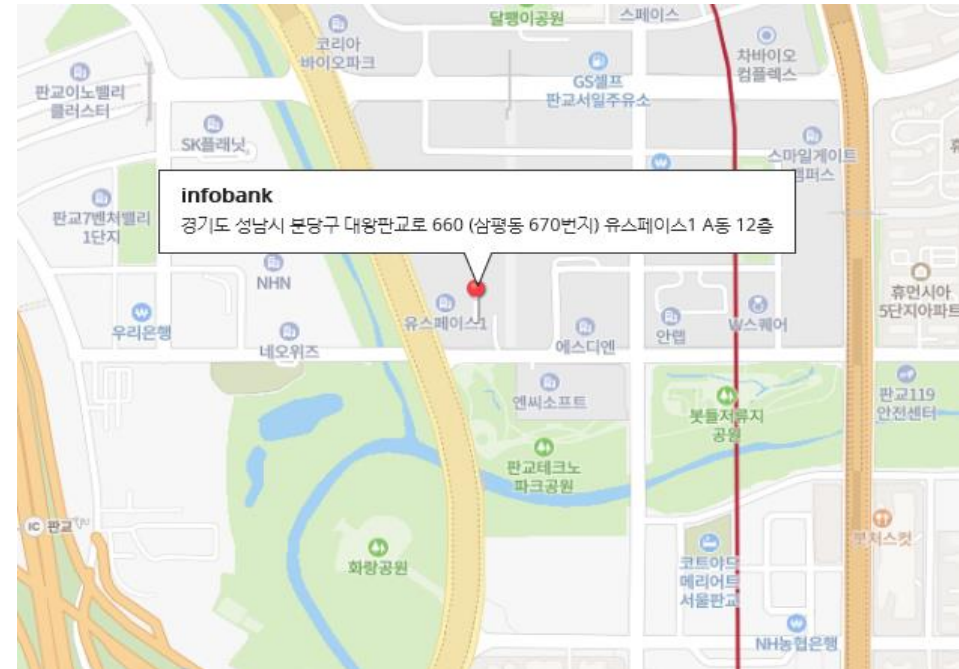 달팽이공원
스페이스
코리아
바이오파크
차바이오
컴플렉스
GS셀프
판교서일주유소
판교이노밸리
클러스터
SK플래닛
스마일게이트
캠퍼스
infobank
경기도 성남시 분당구 대왕판교로 660 (삼평동 670번지) 유스페이스1 A동 12층
판교7벤처밸리
1단지
NHN
휴먼시아
5단지아파트
우리은행
유스페이스1
네오위즈
에스디엔
안랩
W스퀘어
엔씨소프트
판교119
안전센터
봇들저류지
공원
판교테크노
파크공원
IC 판교
화랑공원
코트야드
메리어트
서울판교
NH농협은행